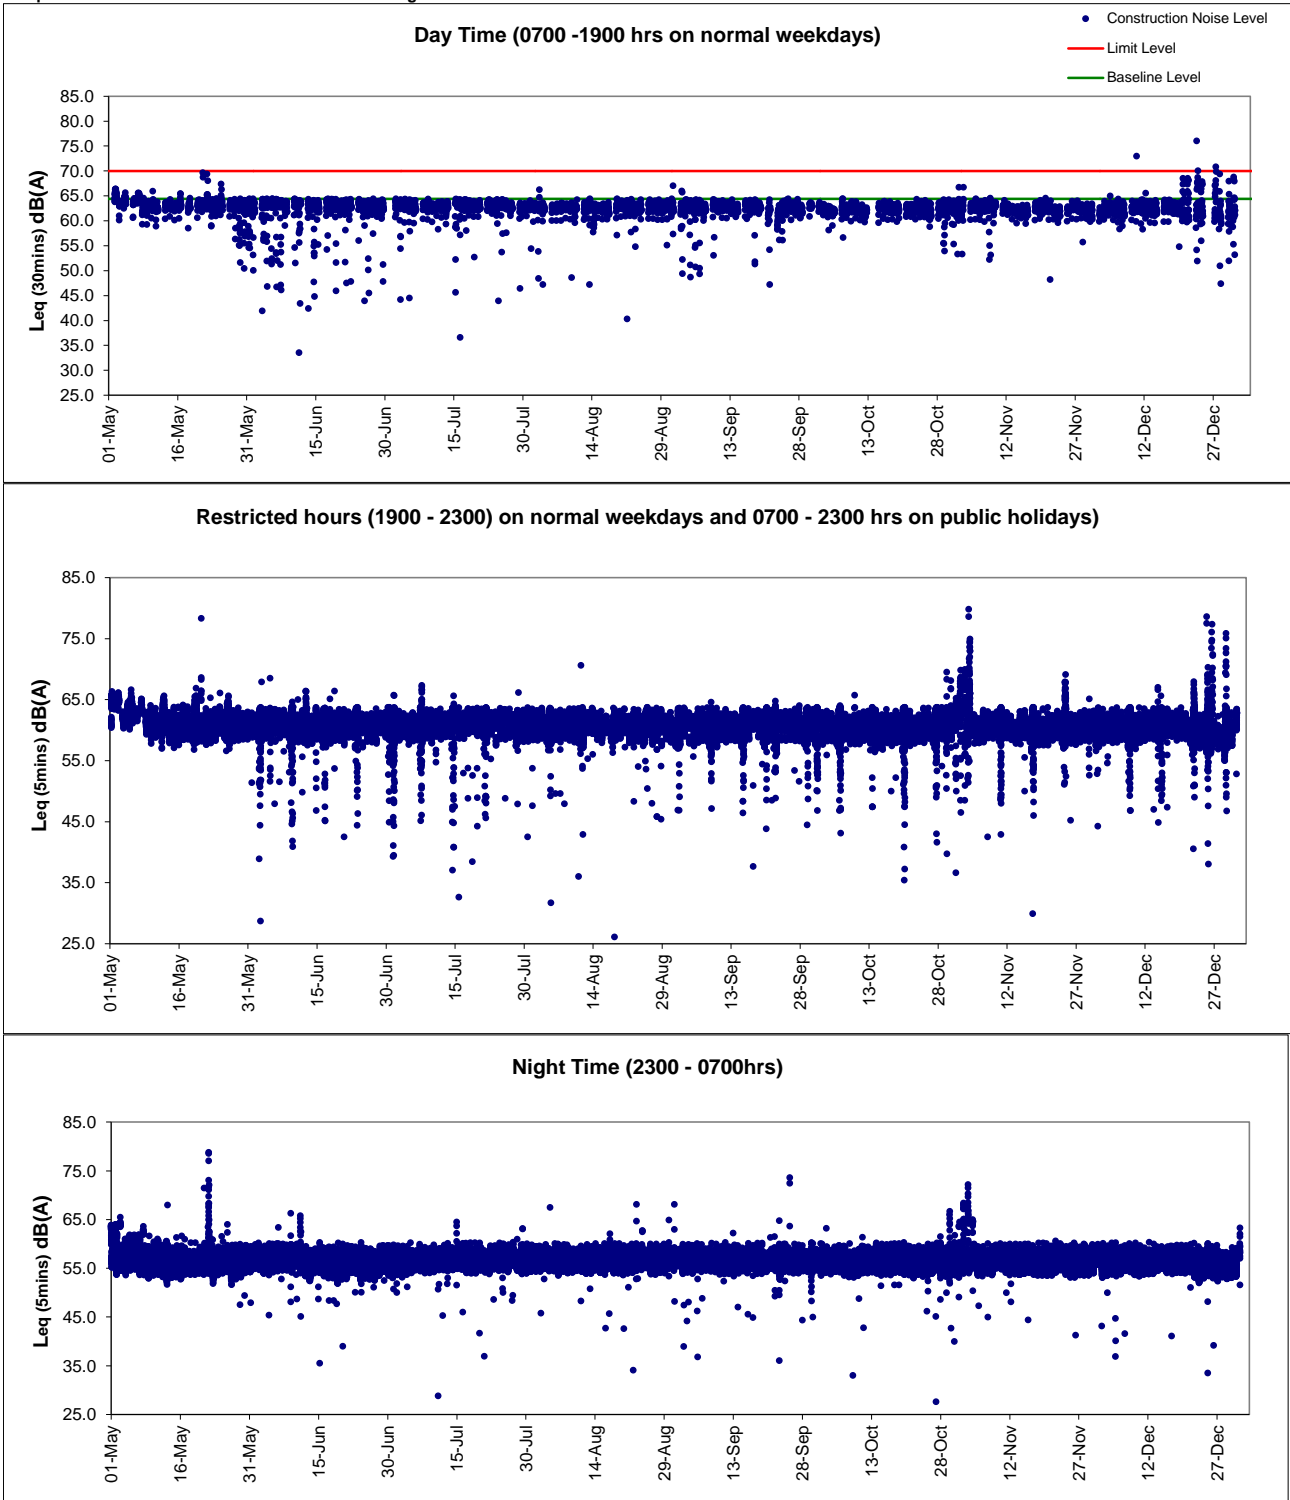 Construction Noise Level
Day Time (0700 -1900 hrs on normal weekdays)
Limit Level
Baseline Level
Leq (30mins) dB(A)
85.0
80.0
75.0
70.0
65.0
60.0
55.0
50.0
45.0
40.0
35.0
30.0
25.0
01-May
16-May
31-May
15-Jun
30-Jun
15-Jul
30-Jul
14-Aug
29-Aug
13-Sep
28-Sep
13-Oct
28-Oct
12-Nov
27-Nov
12-Dec
27-Dec
Restricted hours (1900 - 2300) on normal weekdays and 0700 - 2300 hrs on public holidays)
Leq (5mins) dB(A)
85.0
75.0
65.0
55.0
45.0
35.0
25.0
01-May
16-May
31-May
15-Jun
30-Jun
15-Jul
30-Jul
14-Aug
29-Aug
13-Sep
28-Sep
13-Oct
28-Oct
12-Nov
27-Nov
12-Dec
27-Dec
Night Time (2300 - 0700hrs)
Leq (5mins) dB(A)
85.0
75.0
65.0
55.0
45.0
35.0
25.0
01-May
16-May
31-May
15-Jun
30-Jun
15-Jul
30-Jul
14-Aug
29-Aug
13-Sep
28-Sep
13-Oct
28-Oct
12-Nov
27-Nov
12-Dec
27-Dec